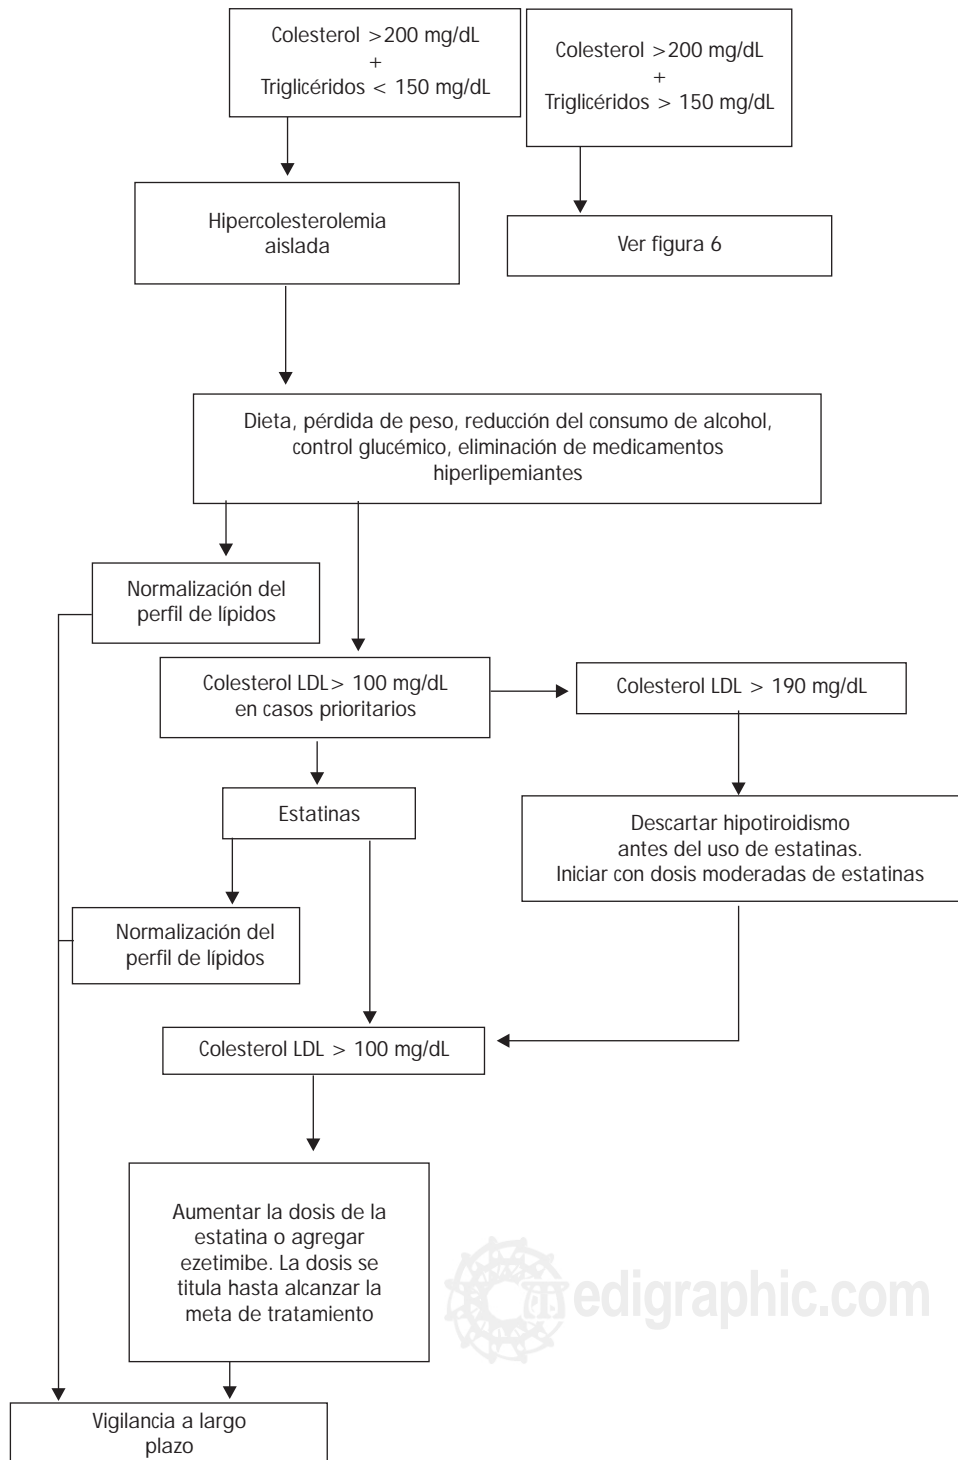 Colesterol >200 mg/dL
+
Triglicéridos < 150 mg/dL
Colesterol >200 mg/dL
+
Triglicéridos > 150 mg/dL
Hipercolesterolemia
aislada
Ver figura 6
Dieta, pérdida de peso, reducción del consumo de alcohol,
control glucémico, eliminación de medicamentos
hiperlipemiantes
Normalización del
perfil de lípidos
Colesterol LDL> 100 mg/dL
en casos prioritarios
Colesterol LDL > 190 mg/dL
Estatinas
Descartar hipotiroidismo
antes del uso de estatinas.
Iniciar con dosis moderadas de estatinas
Normalización del
perfil de lípidos
Colesterol LDL > 100 mg/dL
Aumentar la dosis de la
estatina o agregar
ezetimibe. La dosis se
titula hasta alcanzar la
meta de tratamiento
medigraphic.com
Vigilancia a largo
plazo